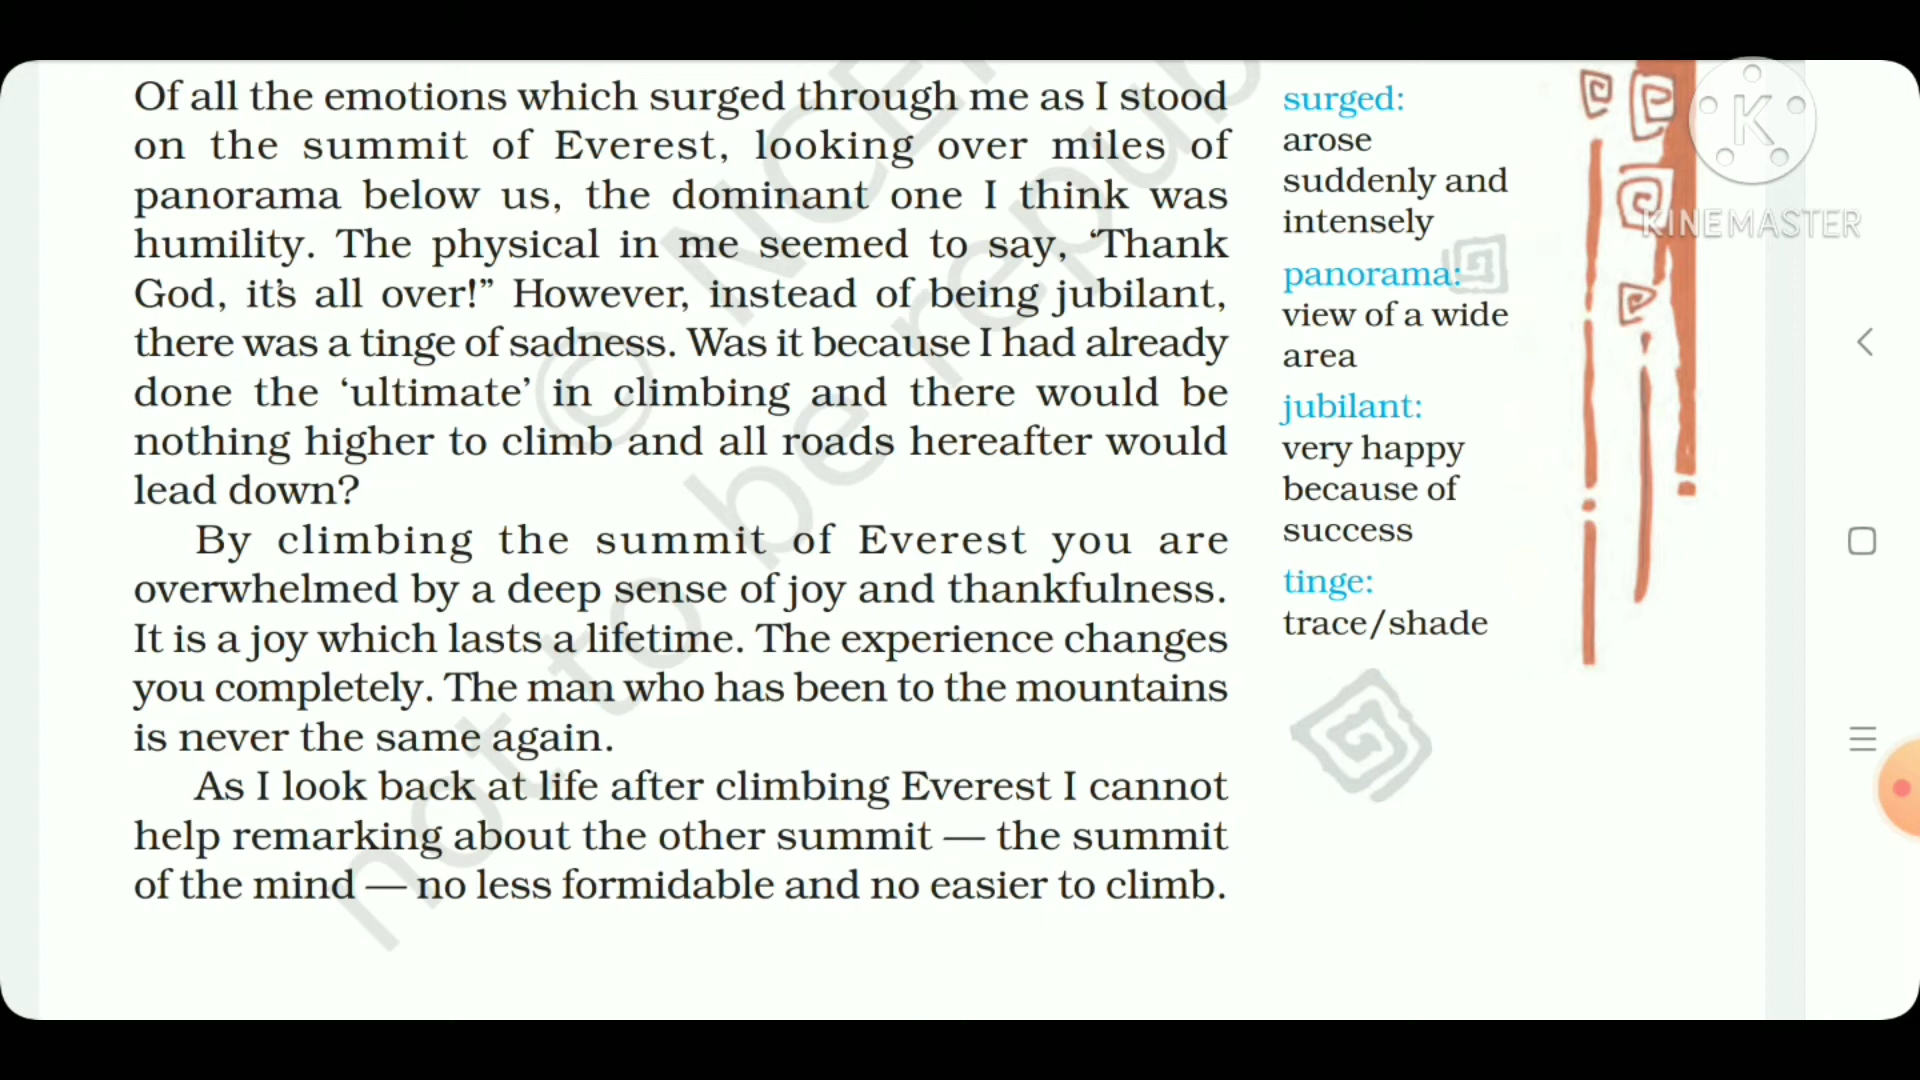 Of all the emotions which surged through me as I stood
on the summit of Everest, looking over miles of
panorama below us, the dominant one I think was
humility. The physical in me seemed to say, ‘Thank
God, it’s all over!” However, instead of being jubilant,
there was a tinge of sadness. Was it because I had already
done the ‘ultimate’ in climbing and there would be
nothing higher to climb and all roads hereafter would
lead down?
By climbing the summit of Everest you are
overwhelmed by a deep sense of joy and thankfulness.
It is a joy which lasts a lifetime. The experience changes
you completely. The man who has been to the mountains
is never the same again.
As I look back at life after climbing Everest I cannot
help remarking about the other summit — the summit
of the mind — no less formidable and no easier to climb.
surged:
arose
suddenly and
intensely
panorama:
view of a wide
area
jubilant:
very happy
because of
success
tinge:
trace/shade
K
KINEMASTER
©
not to be